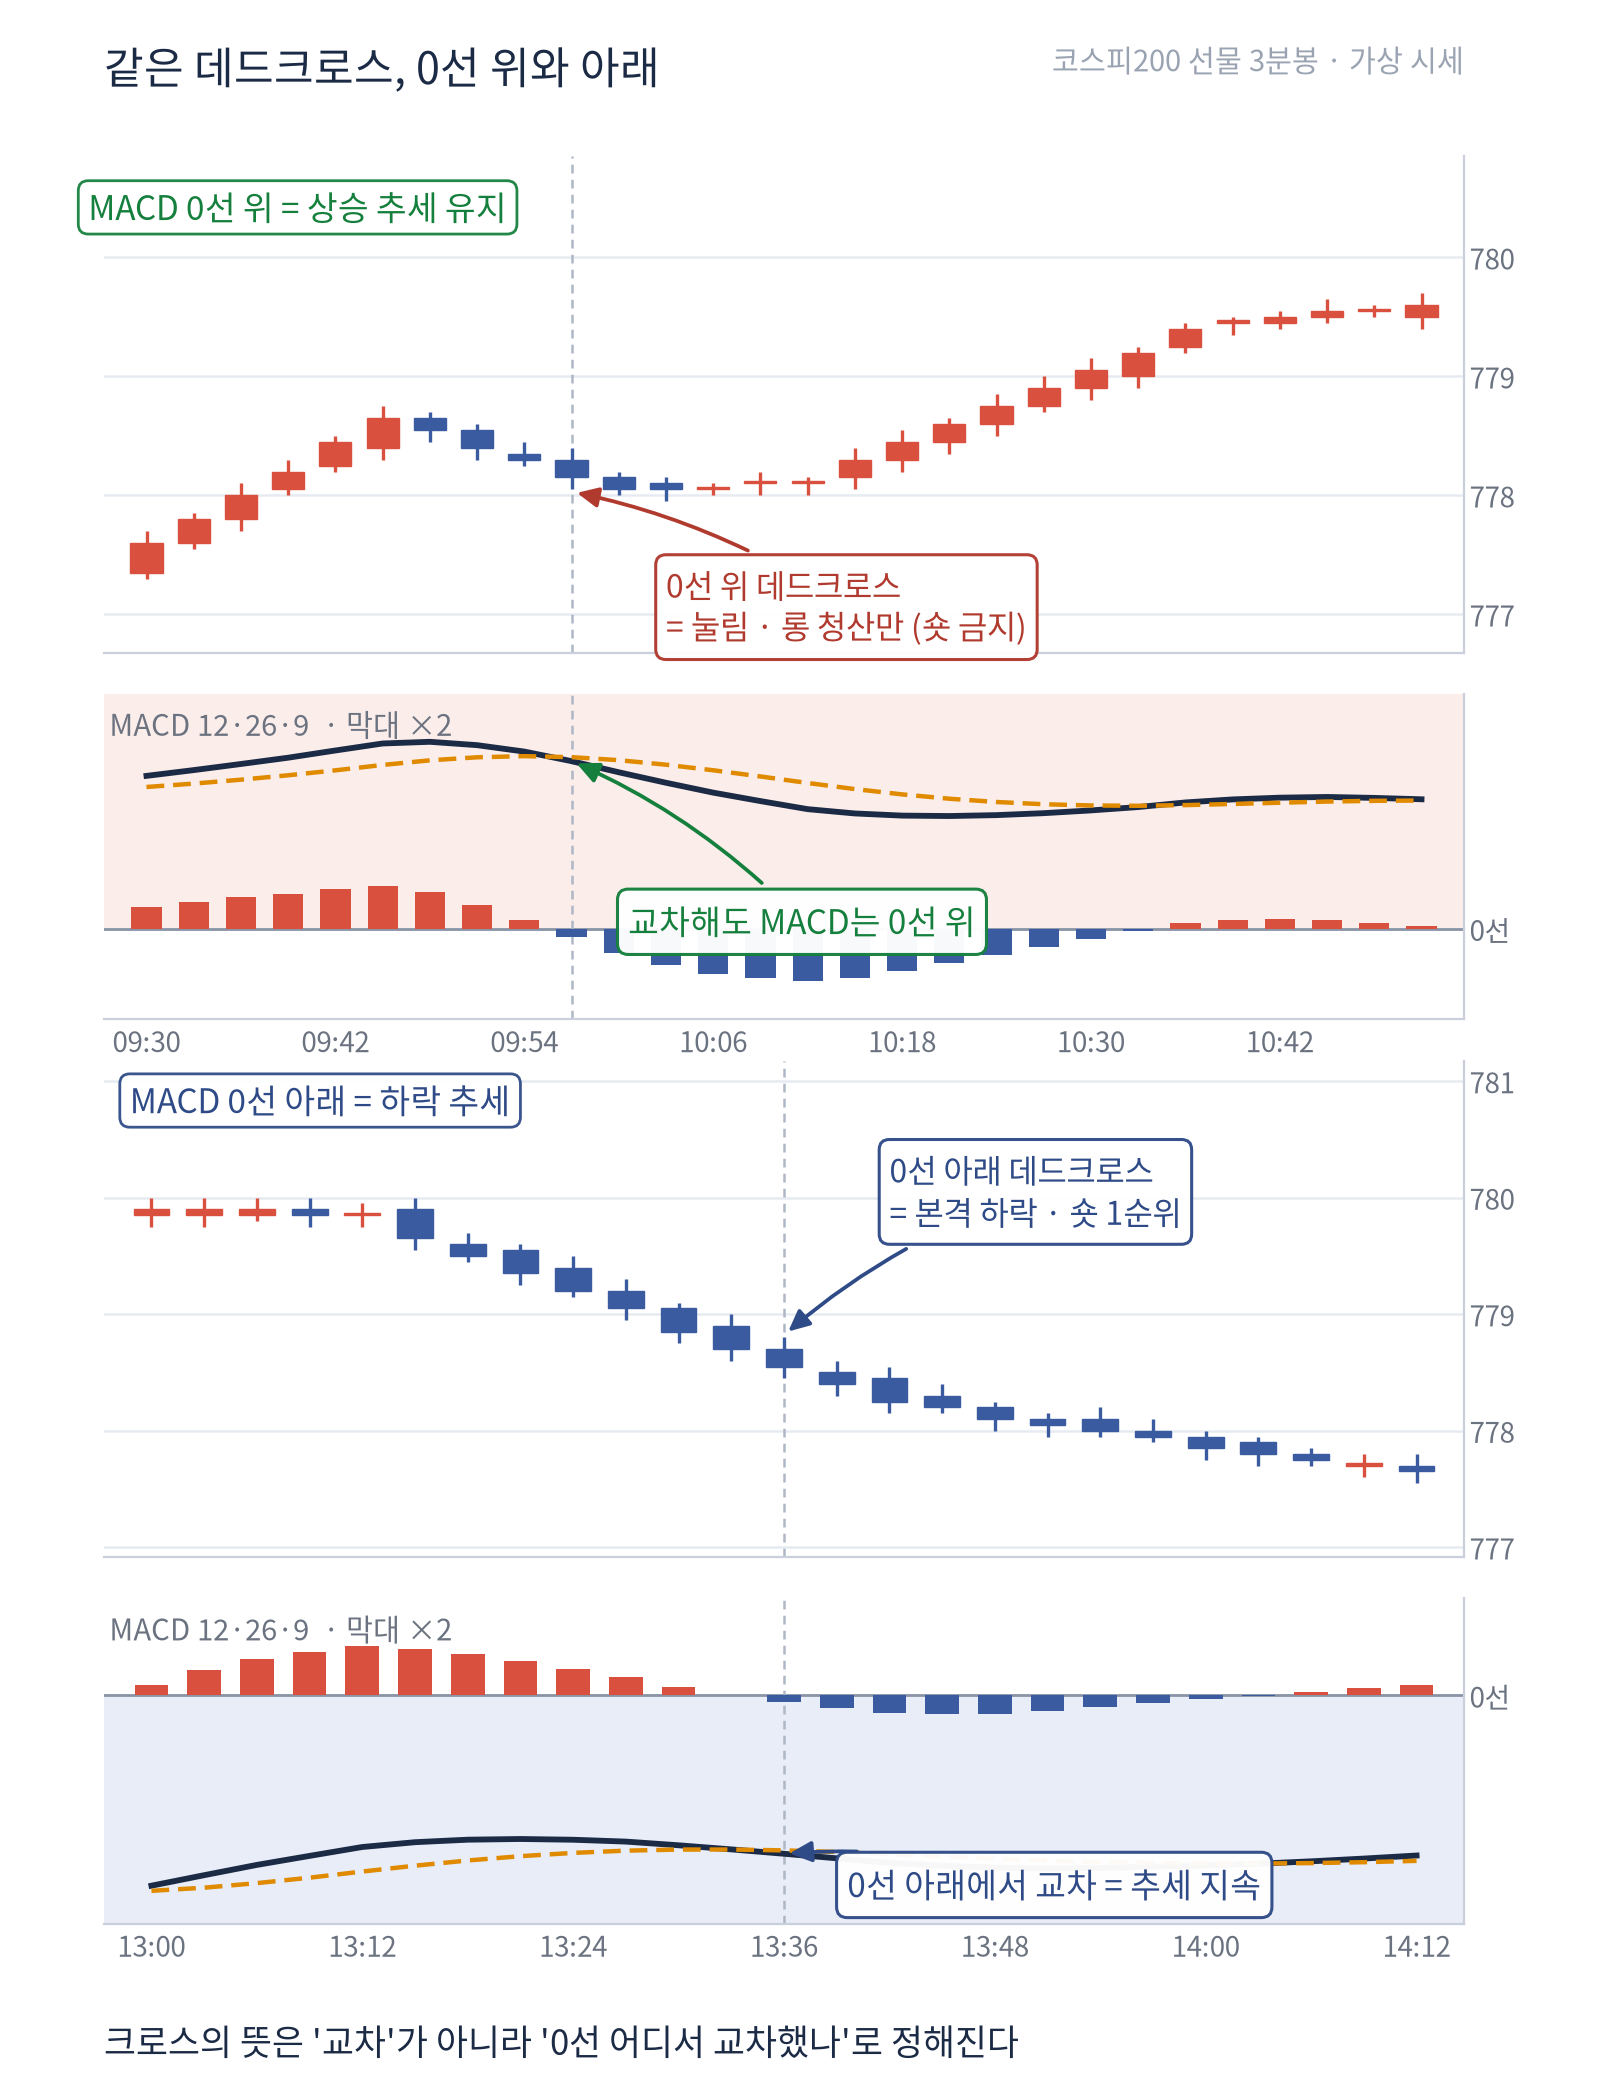 같은 데드크로스, 0선 위와 아래
코스피200 선물 3분봉 · 가상 시세
MACD 0선 위 = 상승 추세 유지
780
779
778
777
0선 위 데드크로스
= 눌림 · 롱 청산만 (숏 금지)
MACD 12·26·9 · 막대 ×2
교차해도 MACD는 0선 위
0선
09:30 09:42 09:54 10:06 10:18 10:30 10:42
MACD 0선 아래 = 하락 추세
781
0선 아래 데드크로스
= 본격 하락 · 숏 1순위
780
779
778
777
MACD 12·26·9 · 막대 ×2
0선
0선 아래에서 교차 = 추세 지속
13:00 13:12 13:24 13:36 13:48 14:00 14:12
크로스의 뜻은 '교차'가 아니라 '0선 어디서 교차했나'로 정해진다